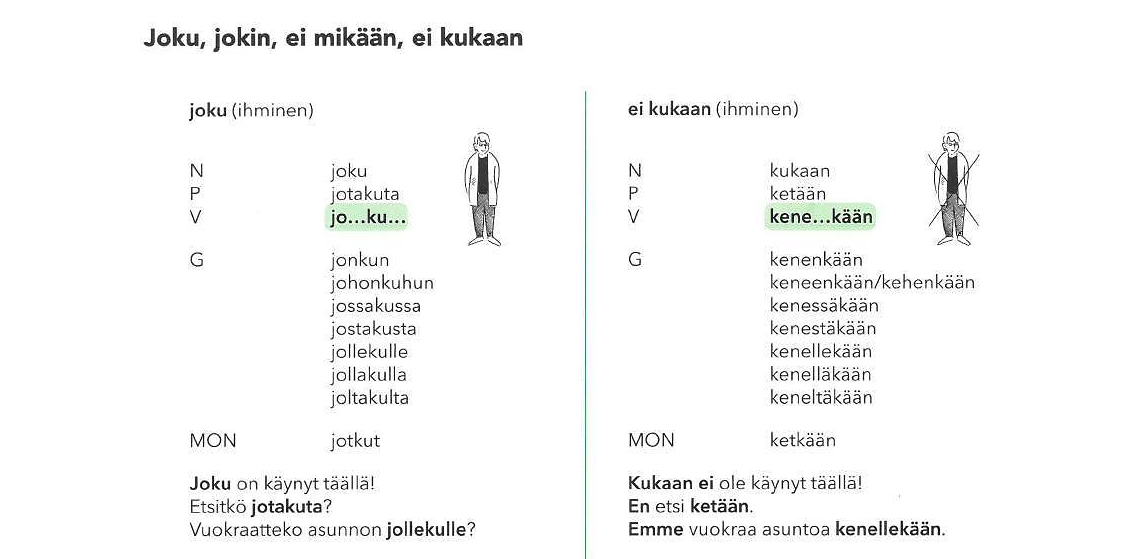 Joku, jokin, ei mikään, ei kukaan
joku (ihminen)
N joku
P jotakuta
V jo...ku...
G jonkun
johonkuhun
jossakussa
jostakusta
jollekulle
jollakulla
joltakulta
MON jotkut
Joku on käynyt täällä!
Etsitkö jotakuta?
Vuokraatteko asunnon jollekulle?
ei kukaan (ihminen)
N kukaan
P ketään
V kene...kään
G kenenkään
keneenkään/kehenkään
kenessäkään
kenestäkään
kenellekään
kenelläkään
keneltäkään
MON ketkään
Kukaan ei ole käynyt täällä!
En etsi ketään.
Emme vuokraa asuntoa kenellekään.